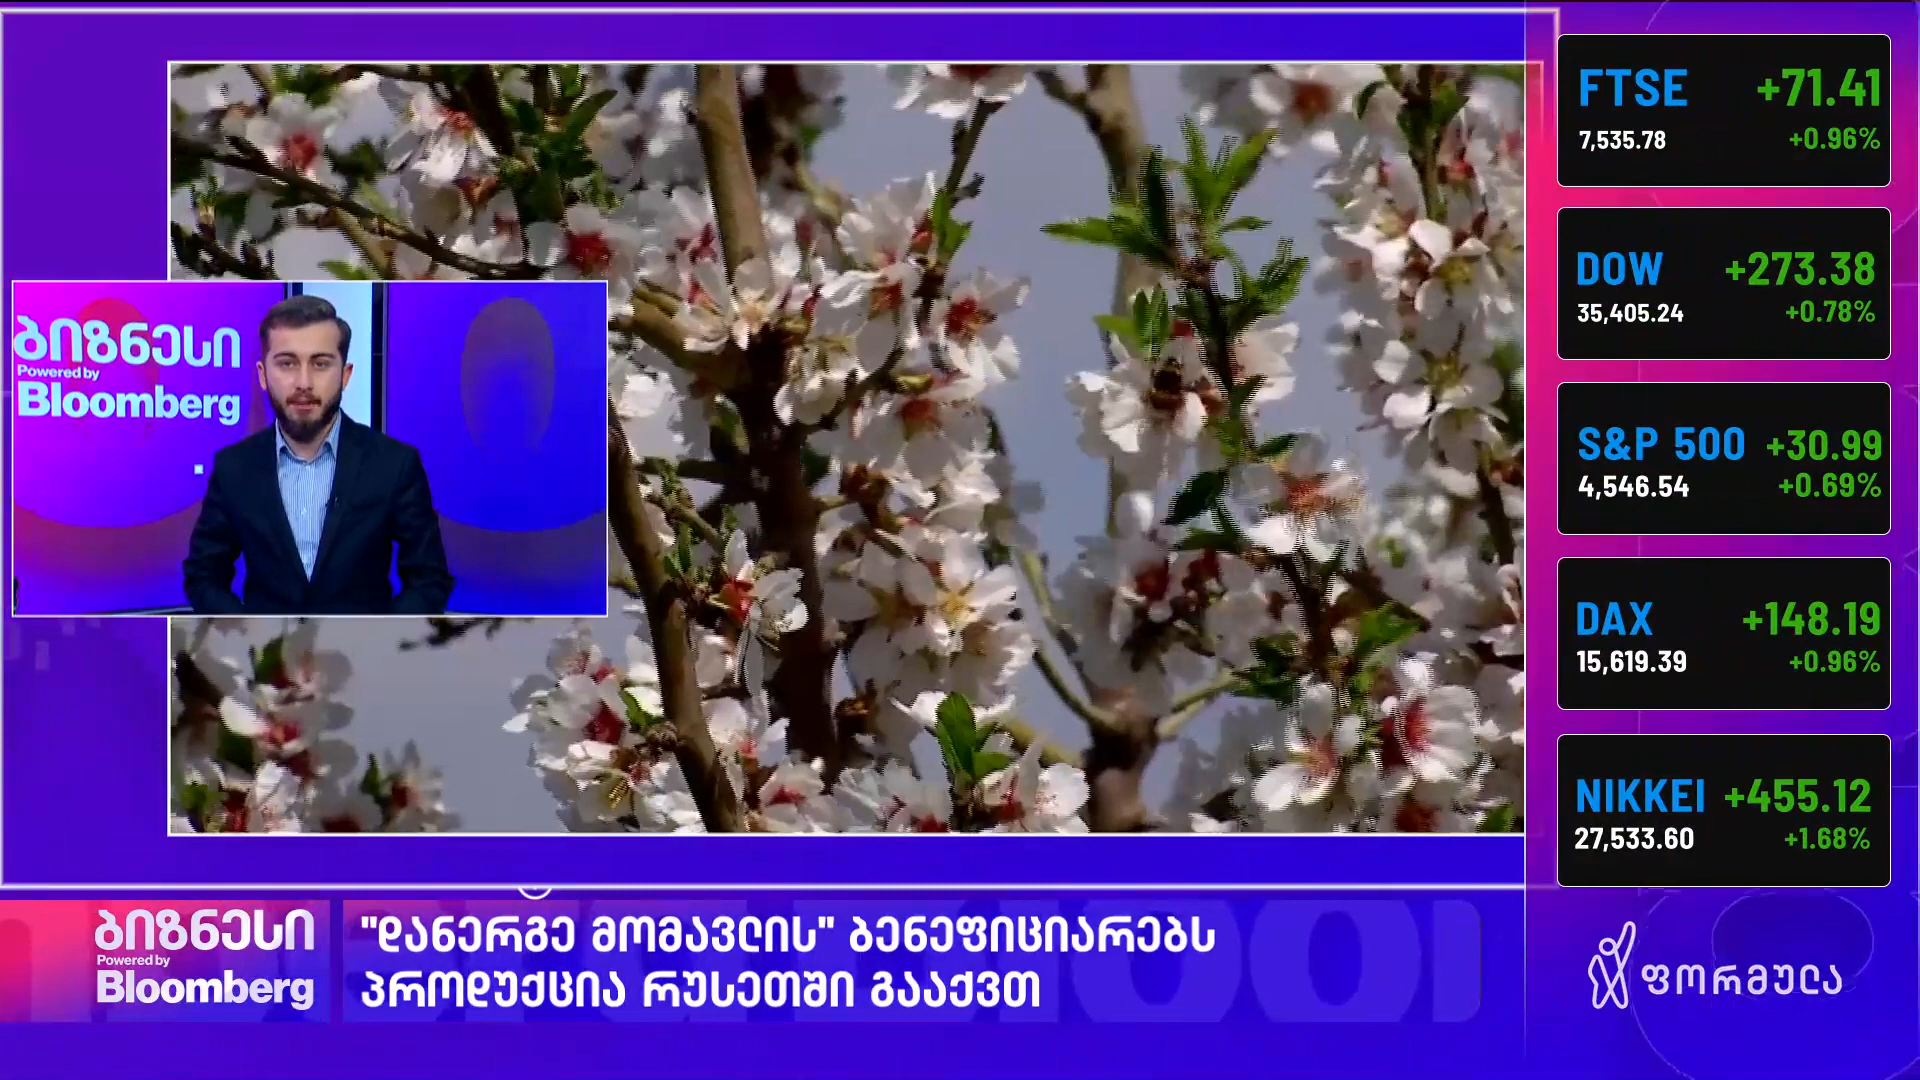 ბიზნესი
Powered by
Bloomberg
FTSE +71.41
7,535.78 +0.96%
DOW +273.38
35,405.24 +0.78%
S&P 500 +30.99
4,546.54 +0.69%
DAX +148.19
15,619.39 +0.96%
NIKKEI +455.12
27,533.60 +1.68%
ბიზნესი
Powered by
Bloomberg
"დანერგე მომავლის" ბენეფიციარებს
პროდუქცია რუსეთში გააქვთ
ფორმულა